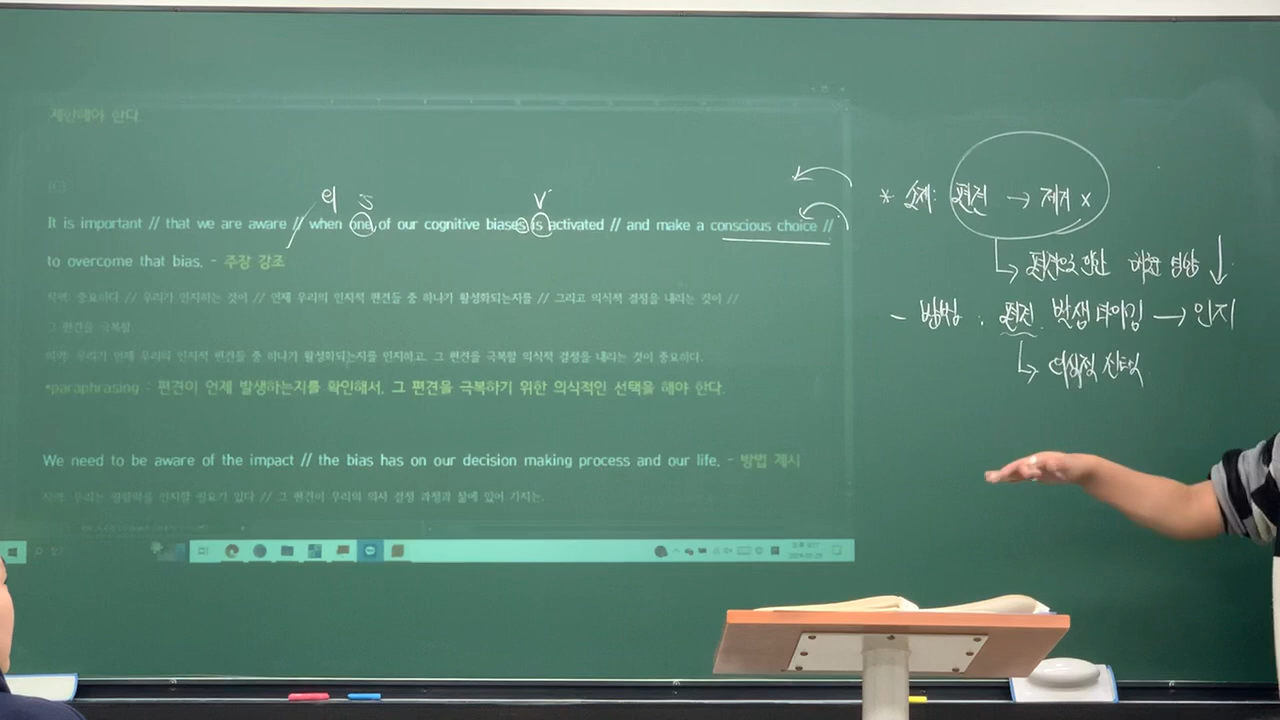 제한해야 한다.
It is important // that we are aware // when one of our cognitive biases is activated // and make a conscious choice //
to overcome that bias. - 주장 강조
직역: 중요하다 // 우리가 인지하는 것이 // 언제 우리의 인지적 편견들 중 하나가 활성화되는지를 // 그리고 의식적 결정을 내리는 것이 //
그 편견을 극복할.
의역: 우리가 언제 우리의 인지적 편견들 중 하나가 활성화되는지를 인지하고, 그 편견을 극복할 의식적 결정을 내리는 것이 중요하다.
*paraphrasing : 편견이 언제 발생하는지를 확인해서, 그 편견을 극복하기 위한 의식적인 선택을 해야 한다.
We need to be aware of the impact // the bias has on our decision making process and our life. - 방법 제시
직역: 우리는 영향력을 인지할 필요가 있다 // 그 편견이 우리의 의사 결정 과정과 삶에 있어 가지는.
S
V
* 소재: 편견 → 제거 x
↳ 영향 ↓
- 방법 : 편견 발생 타이밍 → 인지
↳ 의식적 선택